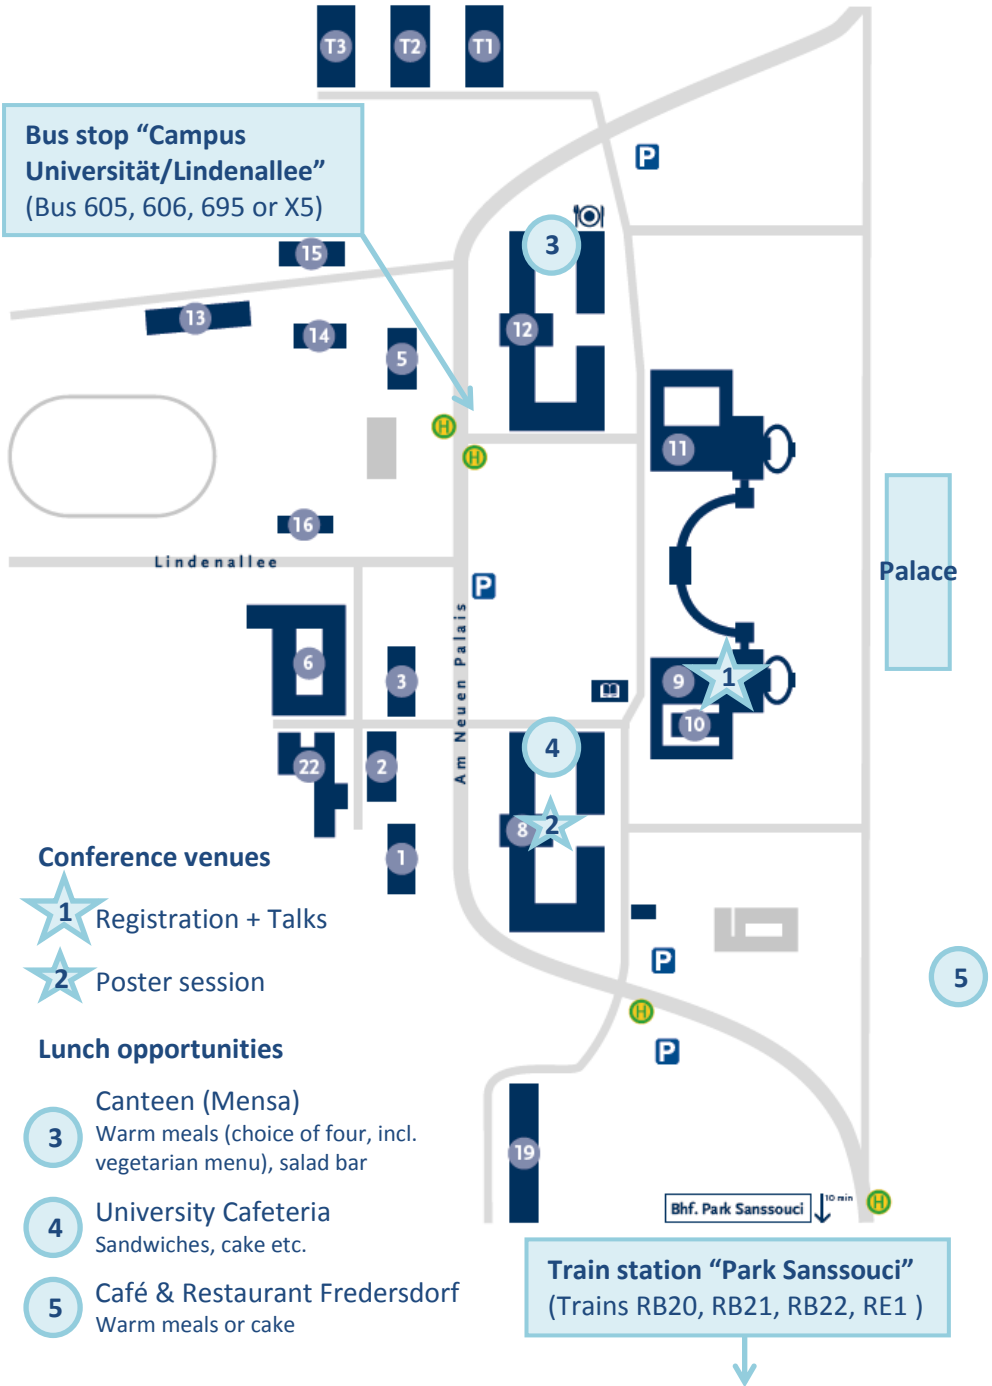 T3
T2
T1
Bus stop “Campus
Universität/Lindenallee”
(Bus 605, 606, 695 or X5)
P
3
15
13
14
12
5
H
H
11
16
Lindenallee
Palace
P
Am Neuen Palais
6
3
9
1
10
4
22
2
8
2
1
Conference venues
1
Registration + Talks
2
Poster session
P
5
H
P
Lunch opportunities
3
Canteen (Mensa)
Warm meals (choice of four, incl.
vegetarian menu), salad bar
19
4
University Cafeteria
Sandwiches, cake etc.
5
Café & Restaurant Fredersdorf
Warm meals or cake
Bhf. Park Sanssouci
10 min
H
Train station “Park Sanssouci”
(Trains RB20, RB21, RB22, RE1 )